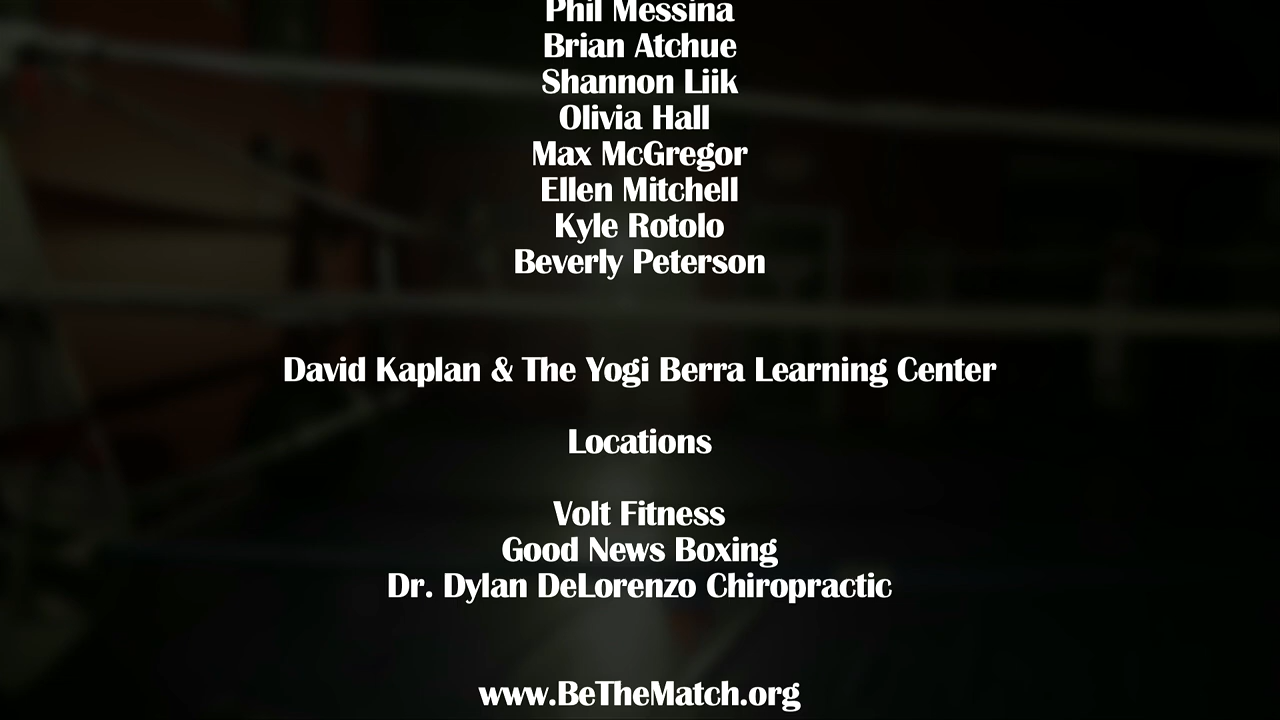 Phil Messina
Brian Atchue
Shannon Liik
Olivia Hall
Max McGregor
Ellen Mitchell
Kyle Rotolo
Beverly Peterson
David Kaplan & The Yogi Berra Learning Center
Locations
Volt Fitness
Good News Boxing
Dr. Dylan DeLorenzo Chiropractic
www.BeTheMatch.org